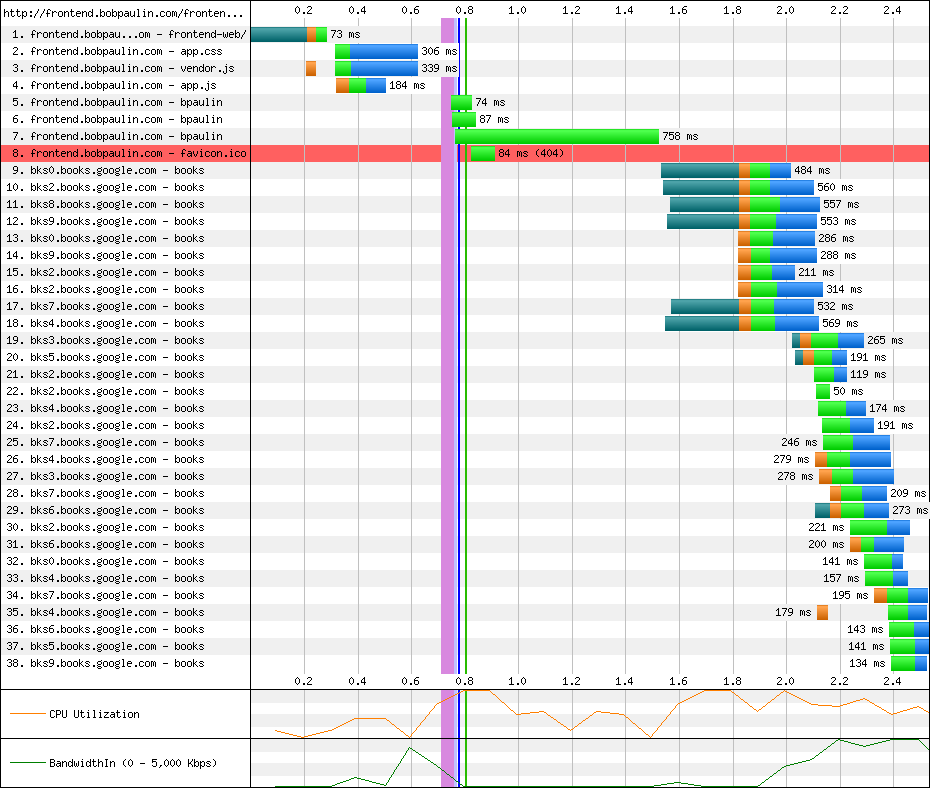 http://frontend.bobpaulin.com/fronten...
0.2 0.4 0.6 0.8 1.0 1.2 1.4 1.6 1.8 2.0 2.2 2.4
1. frontend.bobpau...om - frontend-web/ 73 ms
2. frontend.bobpaulin.com - app.css 306 ms
3. frontend.bobpaulin.com - vendor.js 339 ms
4. frontend.bobpaulin.com - app.js 184 ms
5. frontend.bobpaulin.com - bpaulin 74 ms
6. frontend.bobpaulin.com - bpaulin 87 ms
7. frontend.bobpaulin.com - bpaulin 758 ms
8. frontend.bobpaulin.com - favicon.ico 84 ms (404)
9. bks0.books.google.com - books 484 ms
10. bks2.books.google.com - books 560 ms
11. bks8.books.google.com - books 557 ms
12. bks9.books.google.com - books 553 ms
13. bks0.books.google.com - books 286 ms
14. bks9.books.google.com - books 288 ms
15. bks2.books.google.com - books 211 ms
16. bks2.books.google.com - books 314 ms
17. bks7.books.google.com - books 532 ms
18. bks4.books.google.com - books 569 ms
19. bks3.books.google.com - books 265 ms
20. bks5.books.google.com - books 191 ms
21. bks2.books.google.com - books 119 ms
22. bks2.books.google.com - books 50 ms
23. bks4.books.google.com - books 174 ms
24. bks2.books.google.com - books 191 ms
25. bks7.books.google.com - books 246 ms
26. bks4.books.google.com - books 279 ms
27. bks3.books.google.com - books 278 ms
28. bks7.books.google.com - books 209 ms
29. bks6.books.google.com - books 273 ms
30. bks2.books.google.com - books 221 ms
31. bks6.books.google.com - books 200 ms
32. bks0.books.google.com - books 141 ms
33. bks4.books.google.com - books 157 ms
34. bks7.books.google.com - books 195 ms
35. bks4.books.google.com - books 179 ms
36. bks6.books.google.com - books 143 ms
37. bks5.books.google.com - books 141 ms
38. bks9.books.google.com - books 134 ms
0.2 0.4 0.6 0.8 1.0 1.2 1.4 1.6 1.8 2.0 2.2 2.4
CPU Utilization
BandwidthIn (0 - 5,000 Kbps)